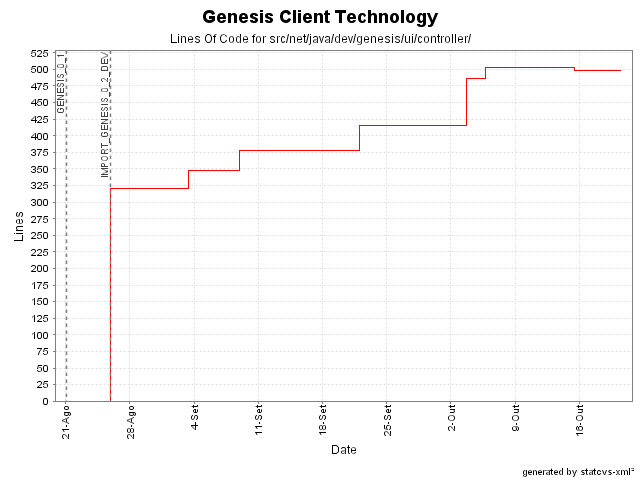 Genesis Client Technology
Lines Of Code for src/net/java/dev/genesis/ui/controller/
525
500
475
450
425
400
375
350
325
300
275
250
225
200
175
150
125
100
75
50
25
0
Lines
GENESIS_0_1
IMPORT_GENESIS_0_2_DEV
21-Ago
28-Ago
4-Set
11-Set
18-Set
25-Set
2-Out
9-Out
16-Out
Date
generated by statcvs-xml²